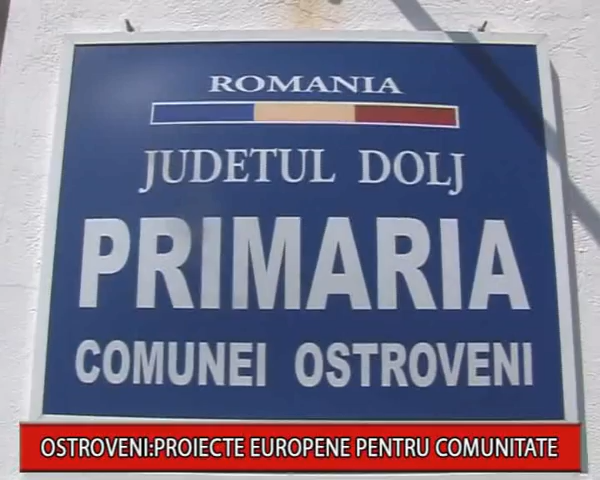 ROMANIA
JUDETUL DOLJ
PRIMARIA
COMUNEI OSTROVENI
OSTROVENI:PROIECTE EUROPENE PENTRU COMUNITATE